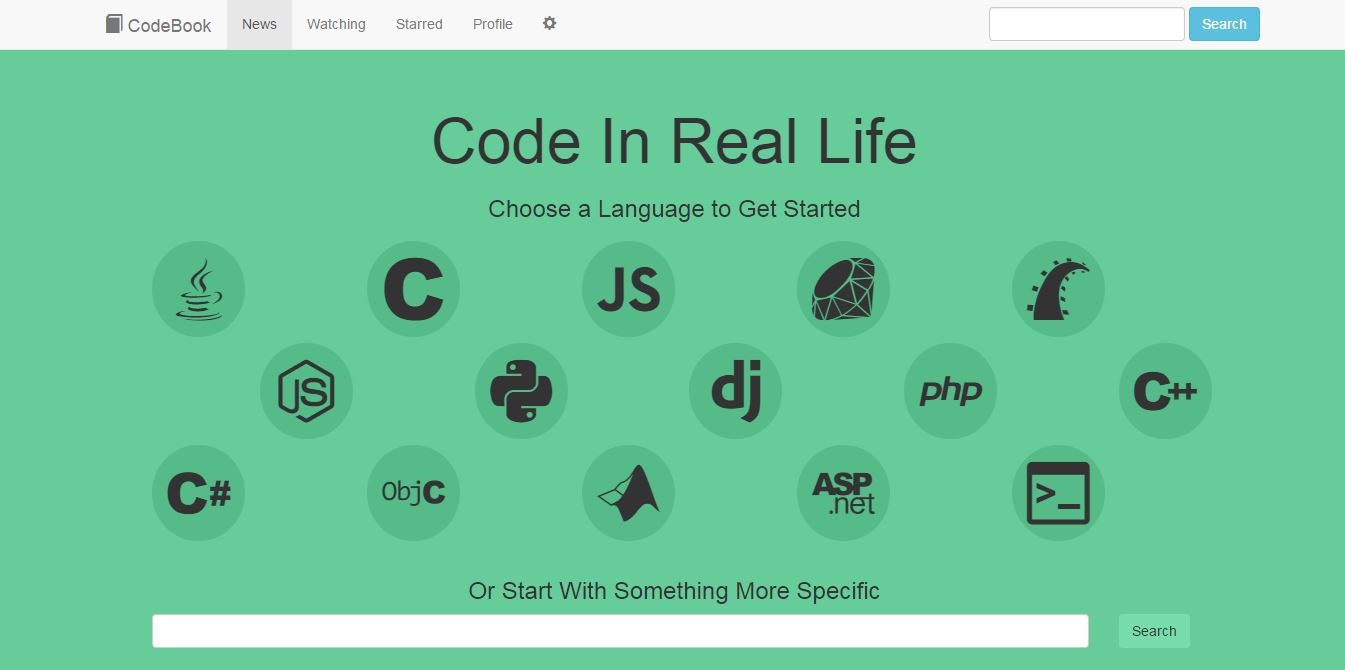 CodeBook News Watching Starred Profile Search
Code In Real Life
Choose a Language to Get Started
C JS
JS dj php C++
C# ObjC ASP .net >_
Or Start With Something More Specific
Search